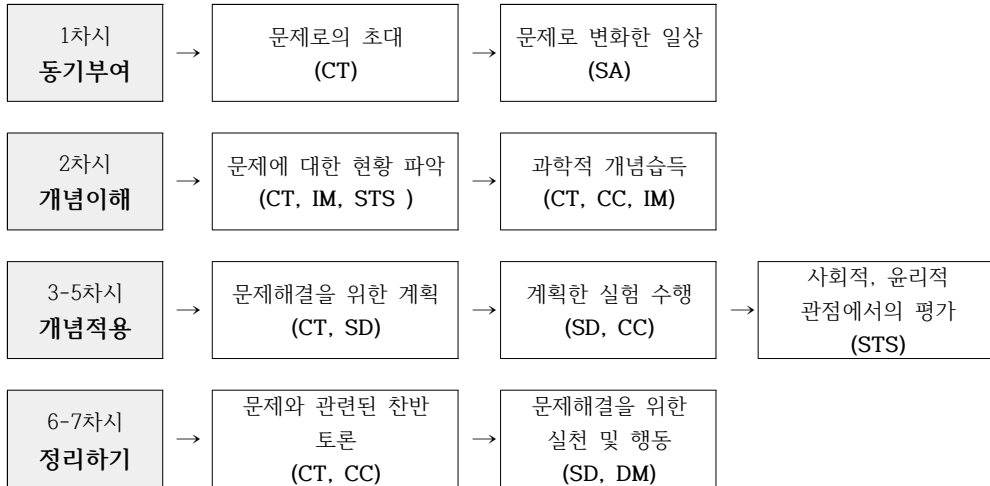 1차시
동기부여
→
문제로의 초대
(CT)
→
문제로 변화한 일상
(SA)
2차시
개념이해
→
문제에 대한 현황 파악
(CT, IM, STS )
→
과학적 개념습득
(CT, CC, IM)
3-5차시
개념적용
→
문제해결을 위한 계획
(CT, SD)
→
계획한 실험 수행
(SD, CC)
→
사회적, 윤리적
관점에서의 평가
(STS)
6-7차시
정리하기
→
문제와 관련된 찬반
토론
(CT, CC)
→
문제해결을 위한
실천 및 행동
(SD, DM)